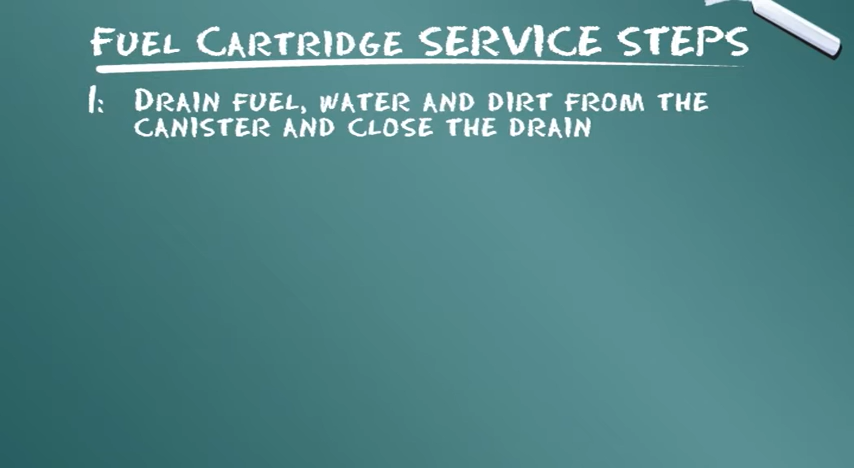 Fuel Cartridge SERVICE STEPS
1: Drain fuel, water and dirt from the
canister and close the drain